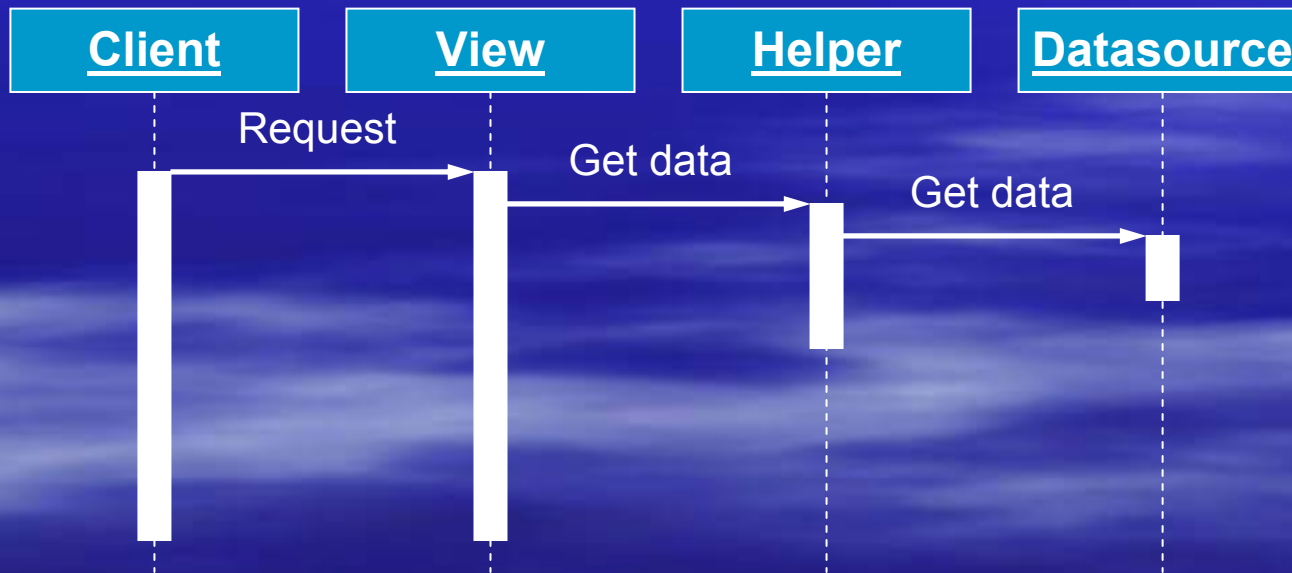 Client
View
Helper
Datasource
Request
Get data
Get data